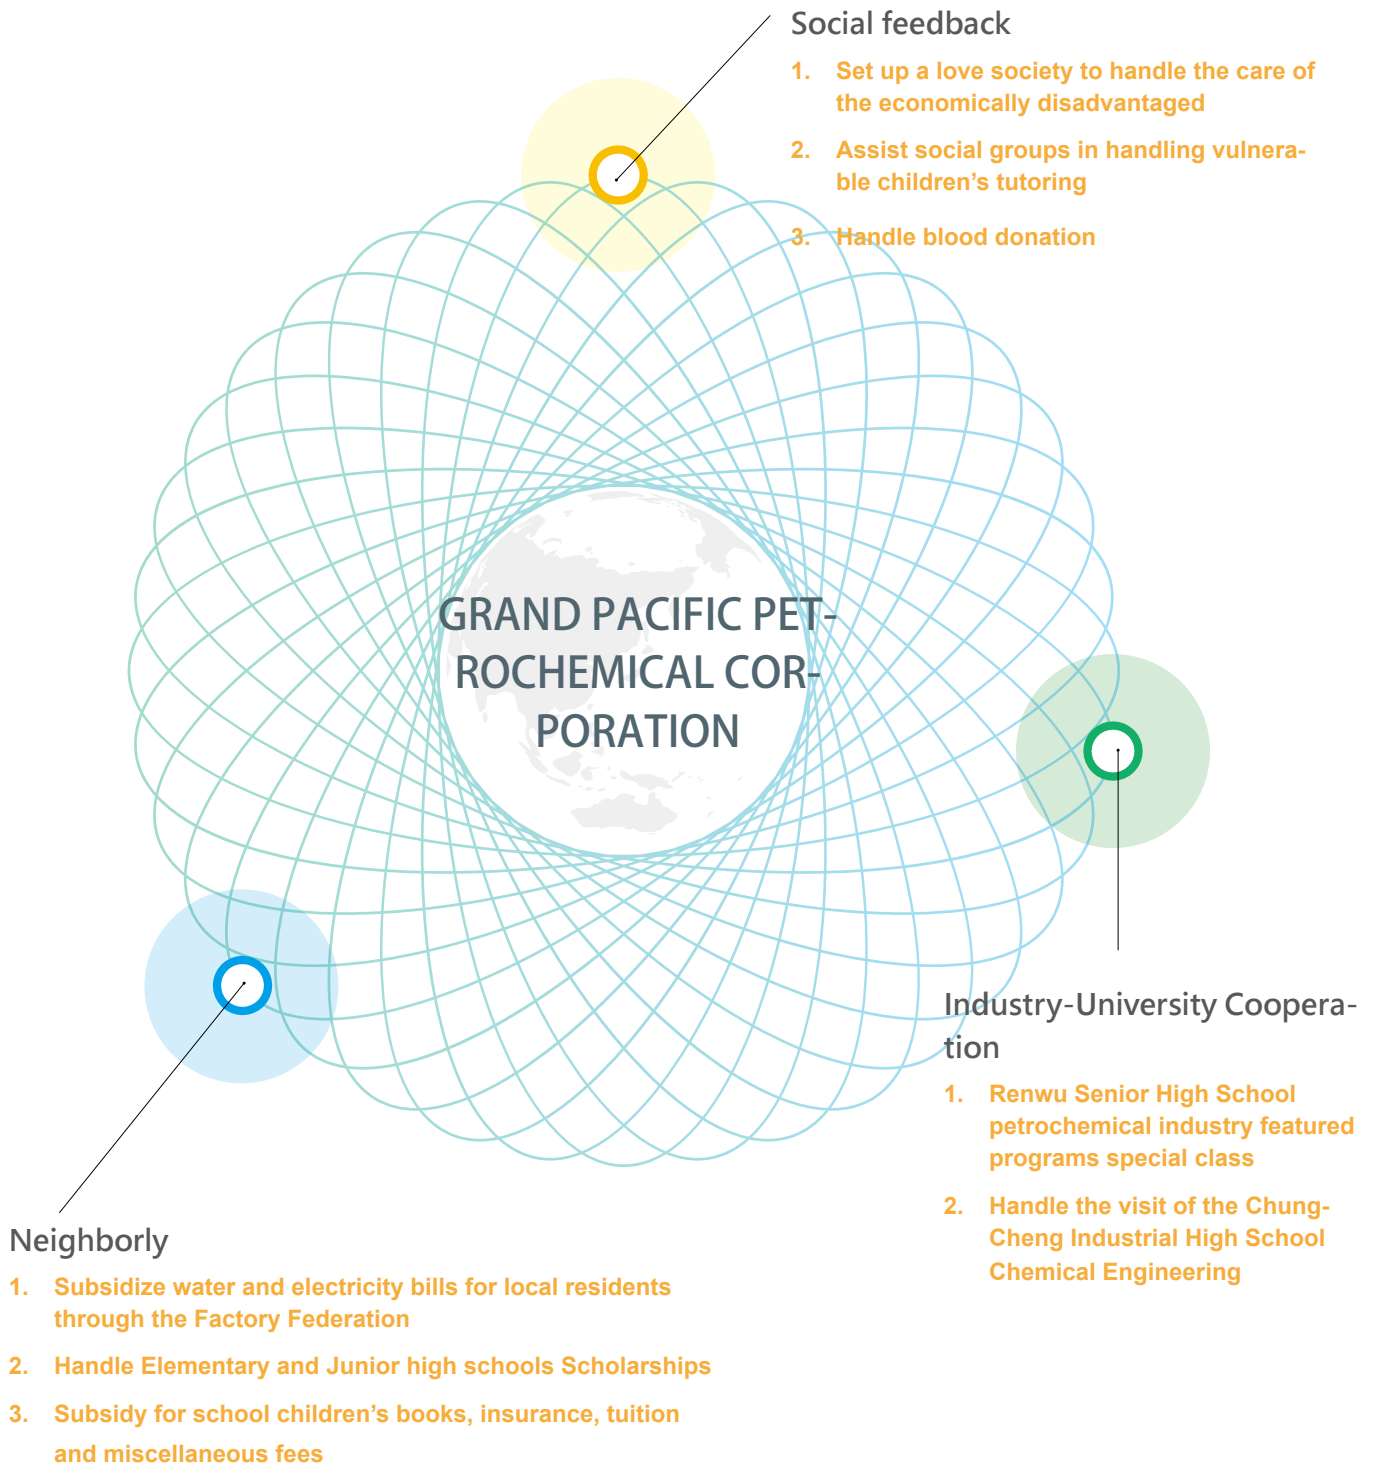 Social feedback
1. Set up a love society to handle the care of
the economically disadvantaged
2. Assist social groups in handling vulnera-
ble children’s tutoring
3. Handle blood donation
GRAND PACIFIC PET-
ROCHEMICAL COR-
PORATION
Industry-University Coopera-
tion
1. Renwu Senior High School
petrochemical industry featured
programs special class
2. Handle the visit of the Chung-
Cheng Industrial High School
Chemical Engineering
Neighborly
1. Subsidize water and electricity bills for local residents
through the Factory Federation
2. Handle Elementary and Junior high schools Scholarships
3. Subsidy for school children’s books, insurance, tuition
and miscellaneous fees